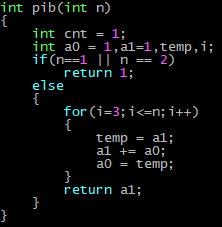 int pib(int n)
{
    int cnt = 1;
    int a0 = 1,a1=1,temp,i;
    if(n==1 || n == 2)
        return 1;
    else
    {
        for(i=3;i<=n;i++)
        {
            temp = a1;
            a1 += a0;
            a0 = temp;
        }
        return a1;
    }
}